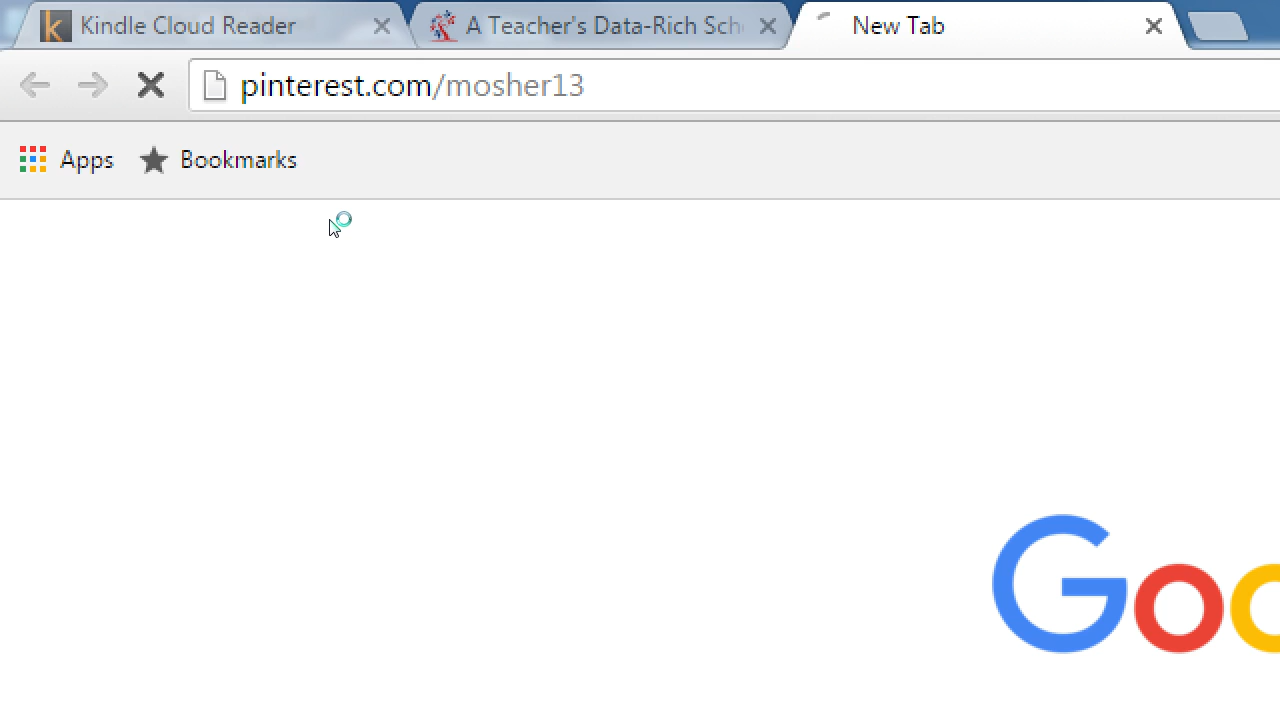 Kindle Cloud Reader
A Teacher's Data-Rich Sch
New Tab
pinterest.com/mosher13
Apps
Bookmarks
Goo